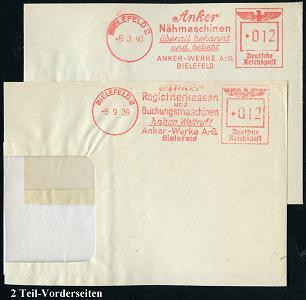 BIELEFELD 2
-5.3.40
Anker
Nähmaschinen
überall bekannt
und beliebt
ANKER-WERKE A-G.
BIELEFELD
012
Deutsche
Reichspost
BIELEFELD 2
-8.9.39
Anker
Registrierkassen
und
Buchungsmaschinen
haben Weltruf!
Anker-Werke A-G.
Bielefeld
012
Deutsche
Reichspost
2 Teil-Vorderseiten